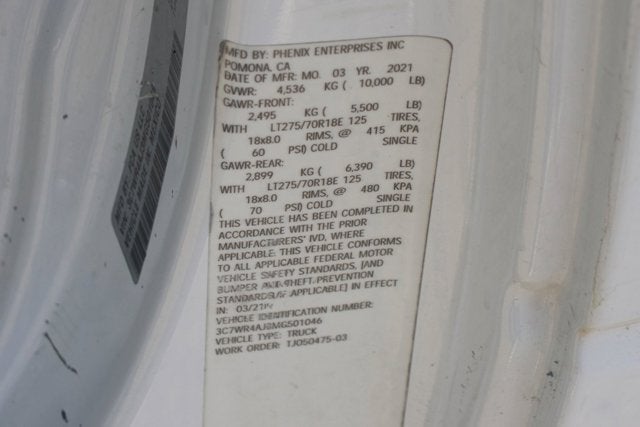 MFD BY: PHENIX ENTERPRISES INC
POMONA, CA
DATE OF MFR: MO. 03 YR. 2021
GVWR: 4,536 KG ( 10,000 LB)
GAWR-FRONT:
2,495 KG ( 5,500 LB)
WITH LT275/70R18E 125 TIRES,
18x8.0 RIMS, @ 415 KPA
( 60 PSI) COLD SINGLE
GAWR-REAR:
2,899 KG ( 6,390 LB)
WITH LT275/70R18E 125 TIRES,
18x8.0 RIMS, @ 480 KPA
( 70 PSI) COLD SINGLE
THIS VEHICLE HAS BEEN COMPLETED IN
ACCORDANCE WITH THE PRIOR
MANUFACTURERS' IVD, WHERE
APPLICABLE. THIS VEHICLE CONFORMS
TO ALL APPLICABLE FEDERAL MOTOR
VEHICLE SAFETY STANDARDS, [AND
BUMPER AND THEFT PREVENTION
STANDARDS, IF APPLICABLE] IN EFFECT
IN: 03/21
VEHICLE IDENTIFICATION NUMBER:
VEHICLE TYPE: TRUCK
WORK ORDER: 1JO50475-03